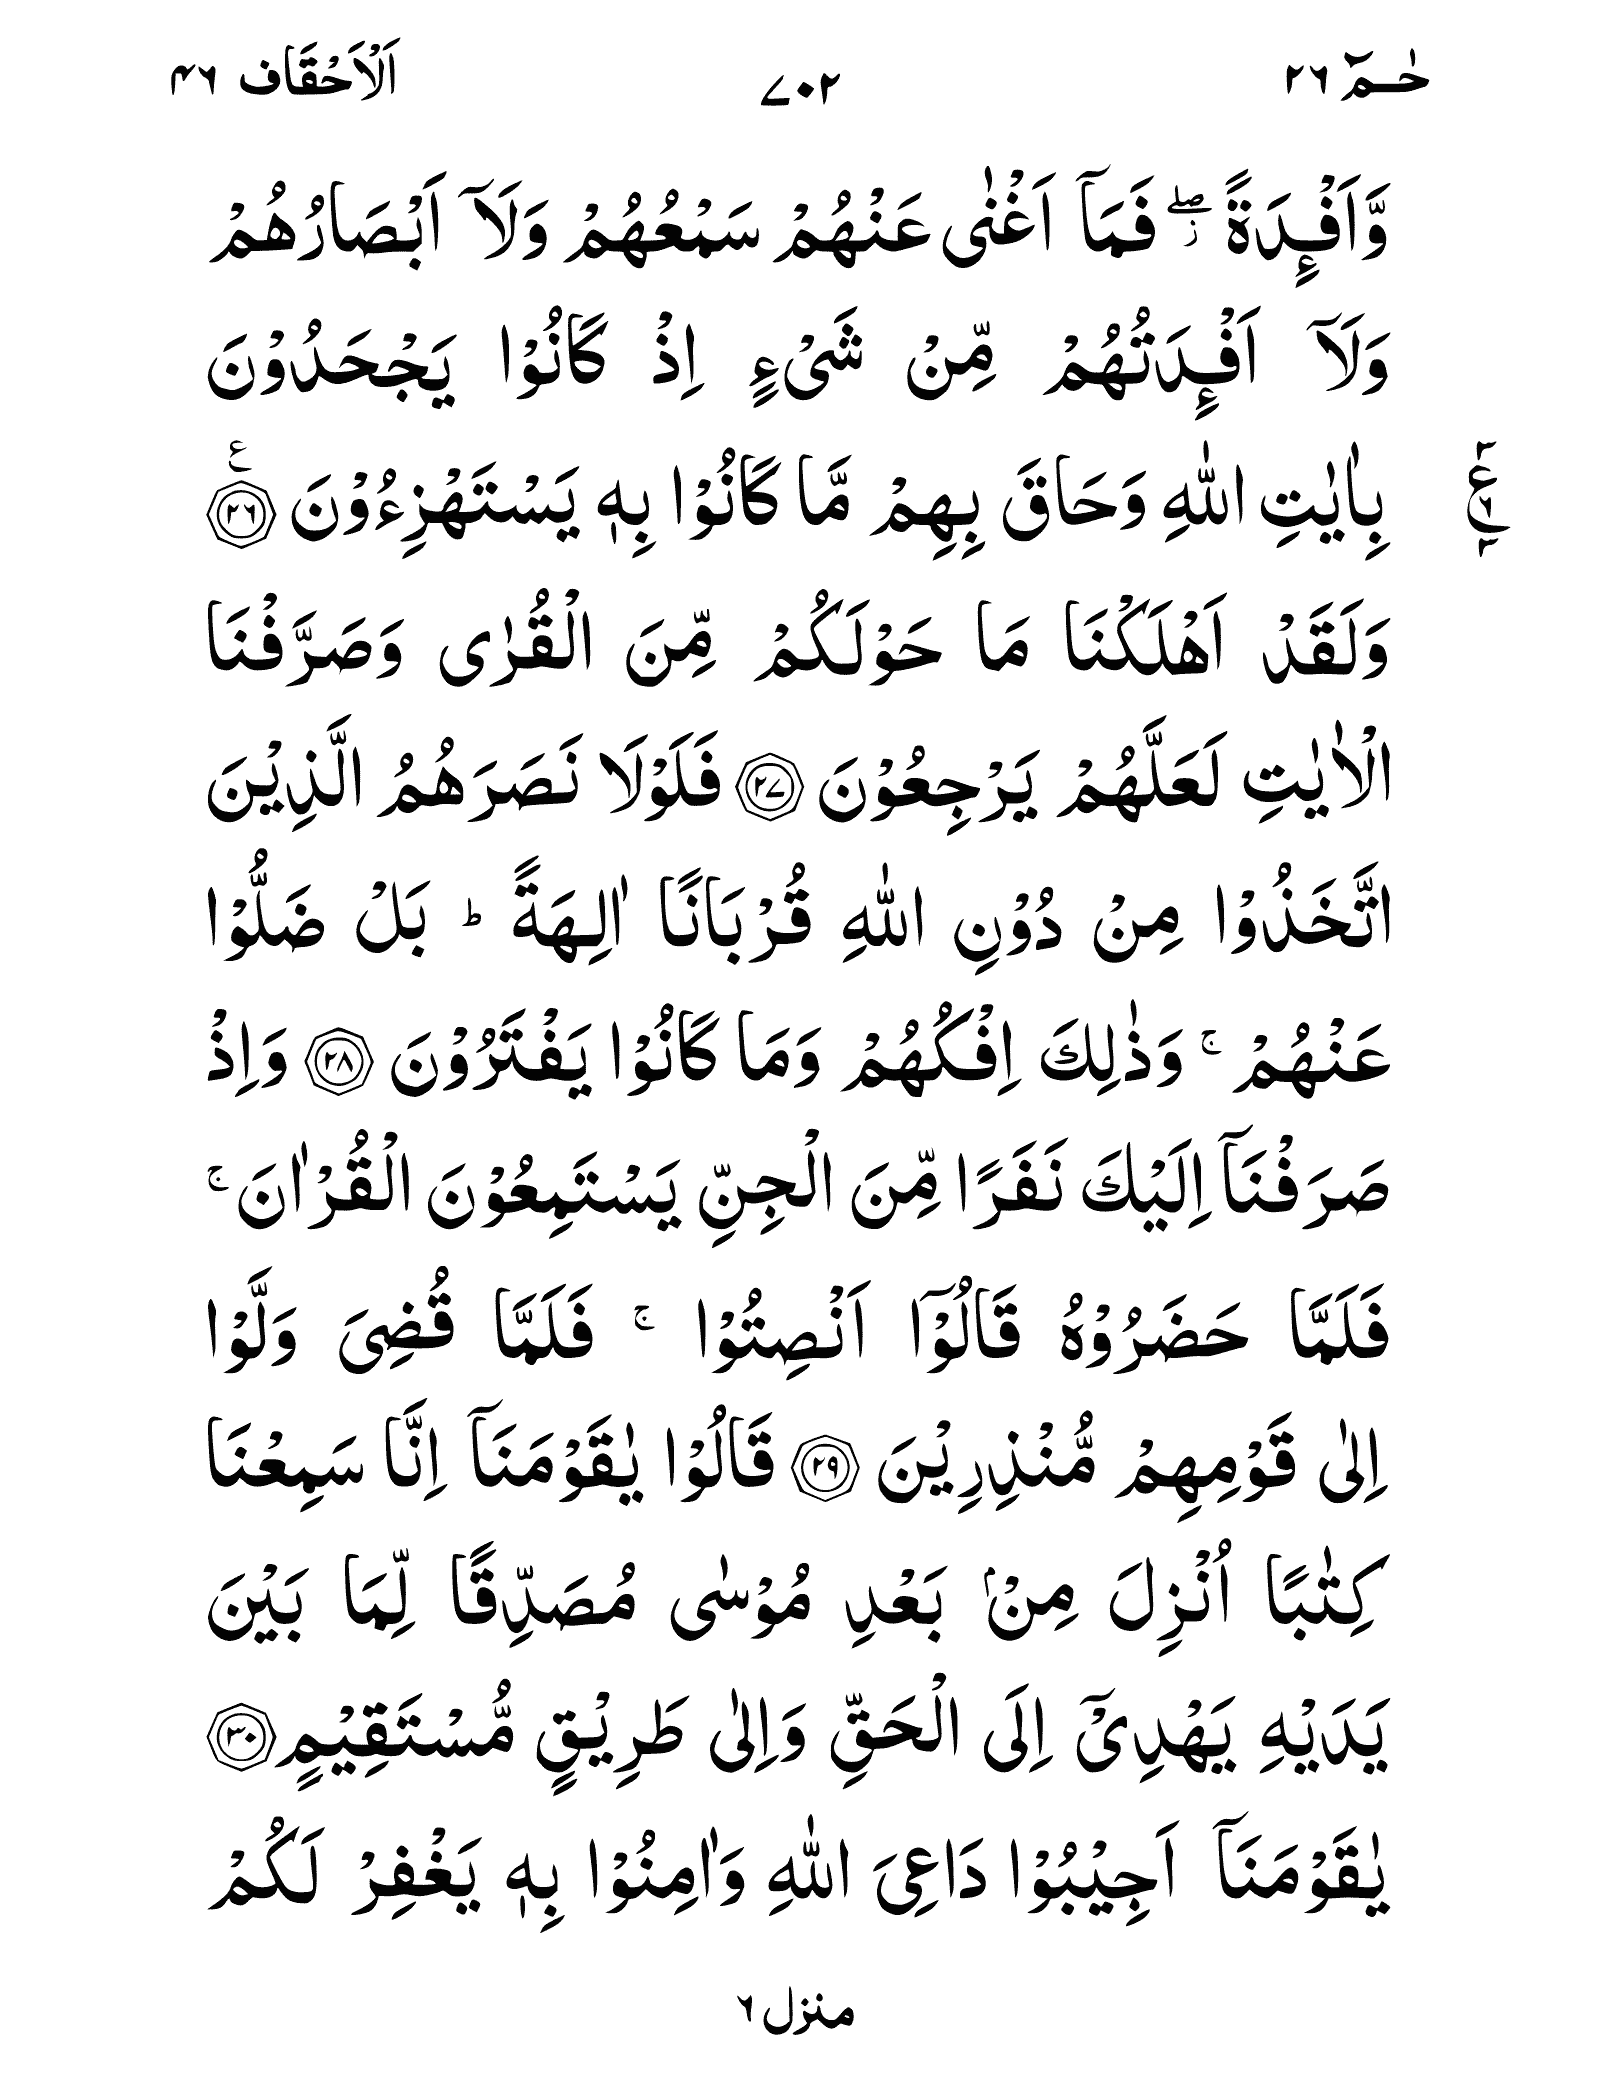 حٰمٓ ٢٦ ٧٠٢ اَلْاَحْقَاف ٤٦
وَّاَفْـِٕدَةً ۖ٘ فَمَاۤ اَغْنٰى عَنْهُمْ سَمْعُهُمْ وَلَاۤ اَبْصَارُهُمْ
وَلَاۤ اَفْـِٕدَتُهُمْ مِّنْ شَىْءٍ اِذْ كَانُوْا يَجْحَدُوْنَ
بِاٰيٰتِ اللّٰهِ وَحَاقَ بِهِمْ مَّا كَانُوْا بِهٖ يَسْتَهْزِءُوْنَ ﴿٢٦﴾ ع
وَلَقَدْ اَهْلَكْنَا مَا حَوْلَكُمْ مِّنَ الْقُرٰى وَصَرَّفْنَا
الْاٰيٰتِ لَعَلَّهُمْ يَرْجِعُوْنَ ﴿٢٧﴾ فَلَوْلَا نَصَرَهُمُ الَّذِيْنَ
اتَّخَذُوْا مِنْ دُوْنِ اللّٰهِ قُرْبَانًا اٰلِهَةً ؕ بَلْ ضَلُّوْا
عَنْهُمْ ۚ وَذٰلِكَ اِفْكُهُمْ وَمَا كَانُوْا يَفْتَرُوْنَ ﴿٢٨﴾ وَاِذْ
صَرَفْنَاۤ اِلَيْكَ نَفَرًا مِّنَ الْجِنِّ يَسْتَمِعُوْنَ الْقُرْاٰنَ ۚ
فَلَمَّا حَضَرُوْهُ قَالُوْۤا اَنْصِتُوْا ۚ فَلَمَّا قُضِىَ وَلَّوْا
اِلٰى قَوْمِهِمْ مُّنْذِرِيْنَ ﴿٢٩﴾ قَالُوْا يٰقَوْمَنَاۤ اِنَّا سَمِعْنَا
كِتٰبًا اُنْزِلَ مِنْۢ بَعْدِ مُوْسٰى مُصَدِّقًا لِّمَا بَيْنَ
يَدَيْهِ يَهْدِىْۤ اِلَى الْحَقِّ وَاِلٰى طَرِيْقٍ مُّسْتَقِيْمٍ ﴿٣٠﴾
يٰقَوْمَنَاۤ اَجِيْبُوْا دَاعِىَ اللّٰهِ وَاٰمِنُوْا بِهٖ يَغْفِرْ لَكُمْ
منزل ٦